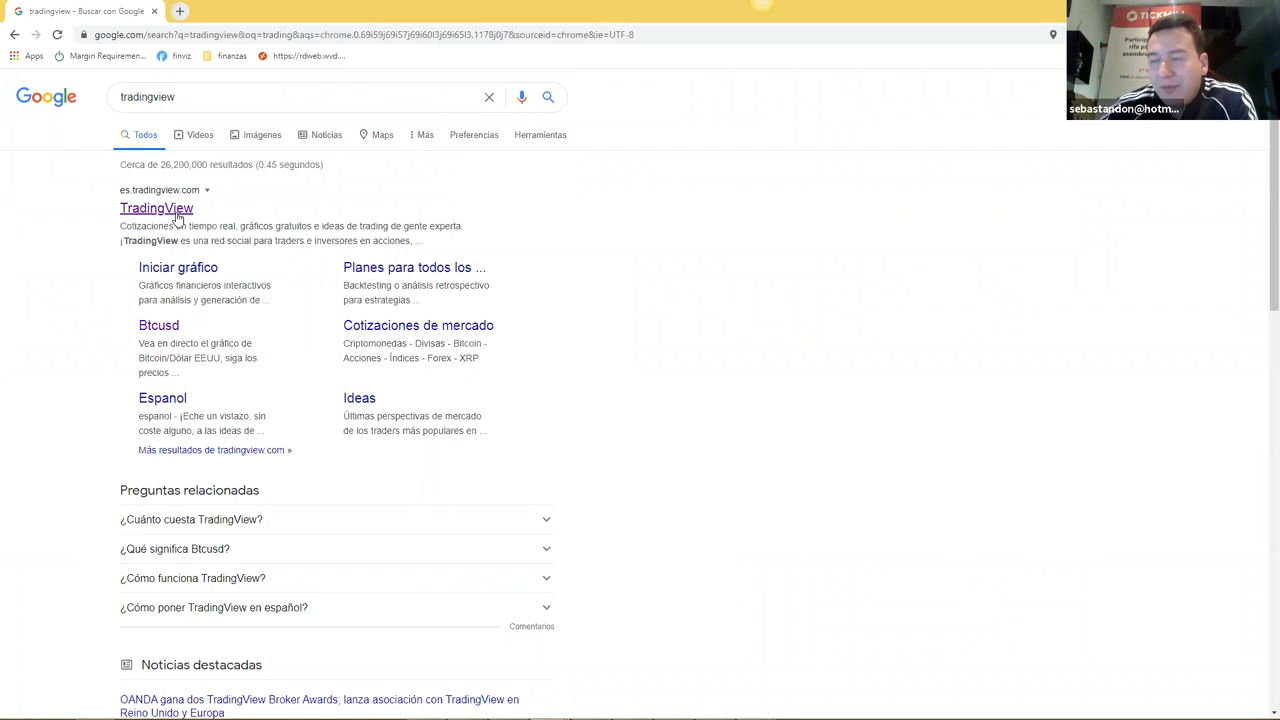 tradingview - Buscar con Google
google.com/search?q=tradingview&oq=trading&aqs=chrome.0.69i59j69i57j69i60l3j69i65l3.1178j0j7&sourceid=chrome&ie=UTF-8
Apps
Margin Requiremen...
finviz
finanzas
https://rdweb.wvd....
TICKMILL
sebastandon@hotm...
Google
tradingview
Todos
Videos
Imágenes
Noticias
Maps
Más
Preferencias
Herramientas
Cerca de 26,200,000 resultados (0.45 segundos)
es.tradingview.com
TradingView
Cotizaciones en tiempo real, gráficos gratuitos e ideas de trading de gente experta.
¡TradingView es una red social para traders e inversores en acciones, ...
Iniciar gráfico
Gráficos financieros interactivos
para análisis y generación de ...
Planes para todos los ...
Backtesting o análisis retrospectivo
para estrategias ...
Btcusd
Vea en directo el gráfico de
Bitcoin/Dólar EEUU, siga los
precios ...
Cotizaciones de mercado
Criptomonedas - Divisas - Bitcoin -
Acciones - Índices - Forex - XRP
Espanol
espanol - ¡Eche un vistazo, sin
coste alguno, a las ideas de ...
Ideas
Últimas perspectivas de mercado
de los traders más populares en ...
Más resultados de tradingview.com »
Preguntas relacionadas
¿Cuánto cuesta TradingView?
¿Qué significa Btcusd?
¿Cómo funciona TradingView?
¿Cómo poner TradingView en español?
Comentarios
Noticias destacadas
OANDA gana dos TradingView Broker Awards; lanza asociación con TradingView en
Reino Unido y Europa